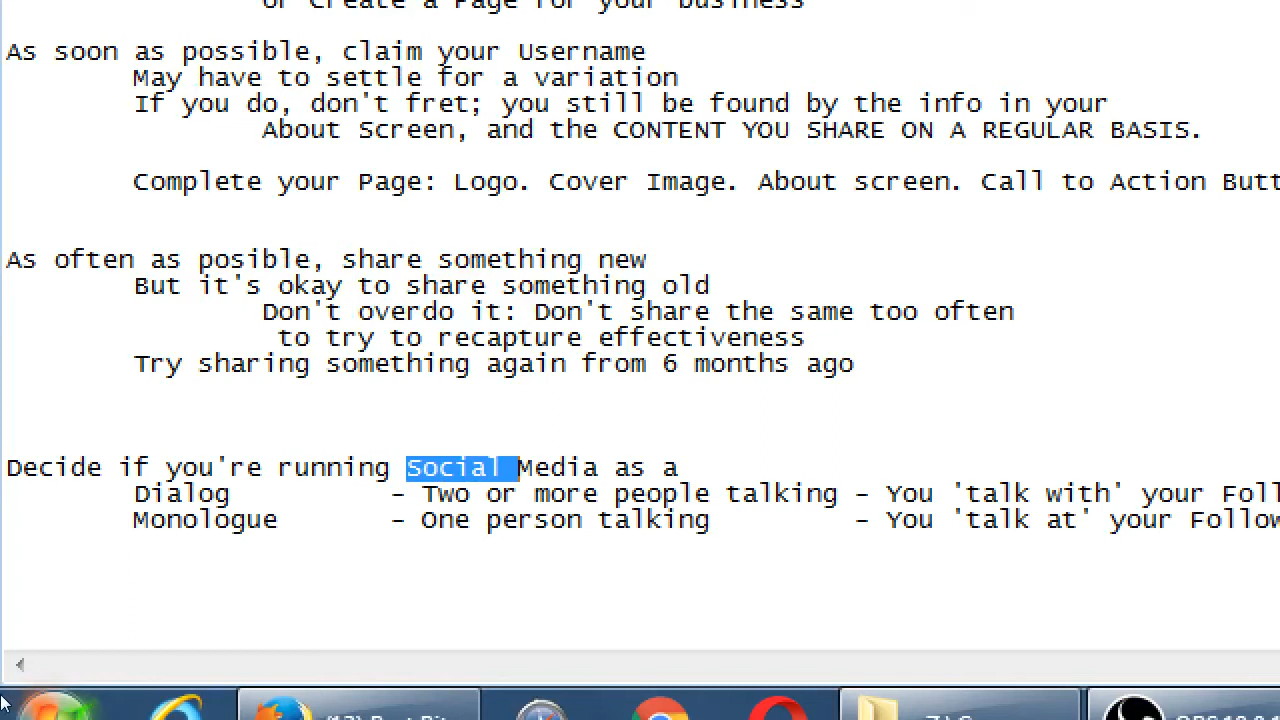 or Create a Page for your business
As soon as possible, claim your Username
May have to settle for a variation
If you do, don't fret; you still be found by the info in your
About Screen, and the CONTENT YOU SHARE ON A REGULAR BASIS.
Complete your Page: Logo. Cover Image. About screen. Call to Action Butt
As often as posible, share something new
But it's okay to share something old
Don't overdo it: Don't share the same too often
to try to recapture effectiveness
Try sharing something again from 6 months ago
Decide if you're running Social Media as a
Dialog - Two or more people talking - You 'talk with' your Foll
Monologue - One person talking - You 'talk at' your Follow